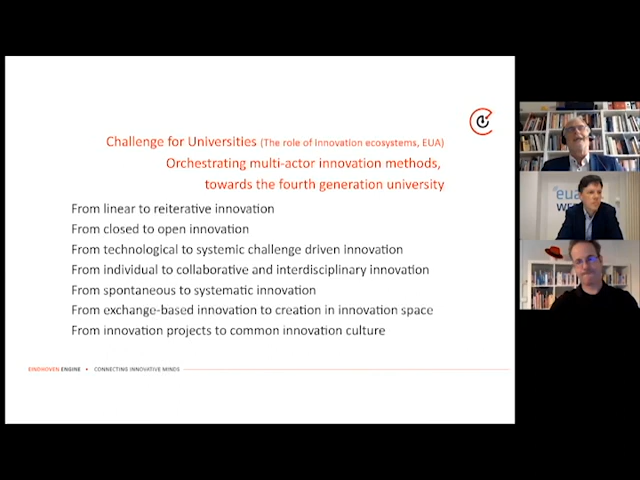 Challenge for Universities (The role of Innovation ecosystems, EUA)
Orchestrating multi-actor innovation methods,
towards the fourth generation university
From linear to reiterative innovation
From closed to open innovation
From technological to systemic challenge driven innovation
From individual to collaborative and interdisciplinary innovation
From spontaneous to systematic innovation
From exchange-based innovation to creation in innovation space
From innovation projects to common innovation culture
EINDHOVEN ENGINE • CONNECTING INNOVATIVE MINDS
eua